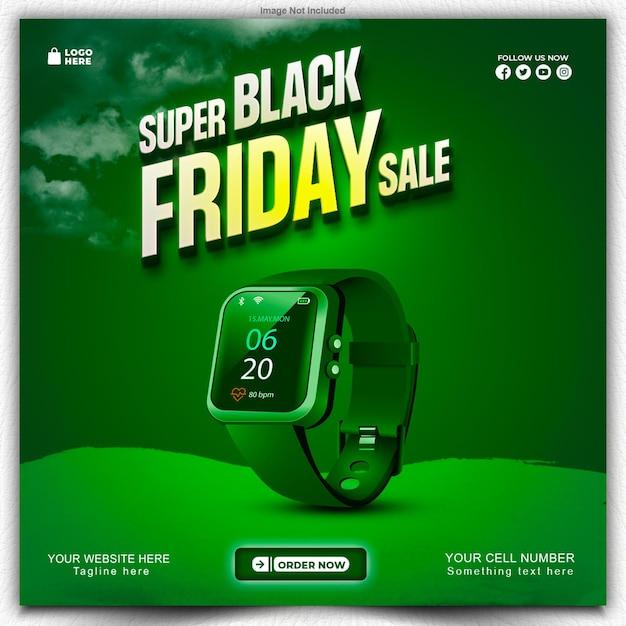 Image Not Included
LOGO
HERE
FOLLOW US NOW
SUPER BLACK
FRIDAY SALE
15.MAY.MON
06
20
80 bpm
YOUR WEBSITE HERE
Tagline here
ORDER NOW
YOUR CELL NUMBER
Something text here